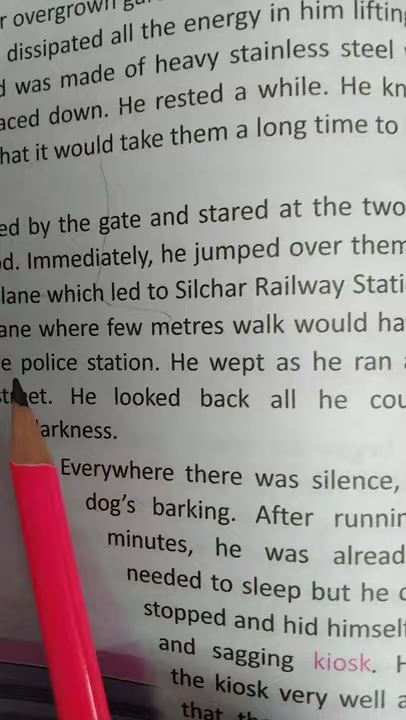 r overgrown
dissipated all the energy in him lifting
d was made of heavy stainless steel
aced down. He rested a while. He kn
hat it would take them a long time to
ed by the gate and stared at the two
d. Immediately, he jumped over them
lane which led to Silchar Railway Stati
ane where few metres walk would ha
e police station. He wept as he ran
street. He looked back all he cou
darkness.
Everywhere there was silence,
dog's barking. After runnin
minutes, he was alread
needed to sleep but he
stopped and hid himself
and sagging kiosk. H
the kiosk very well a
that